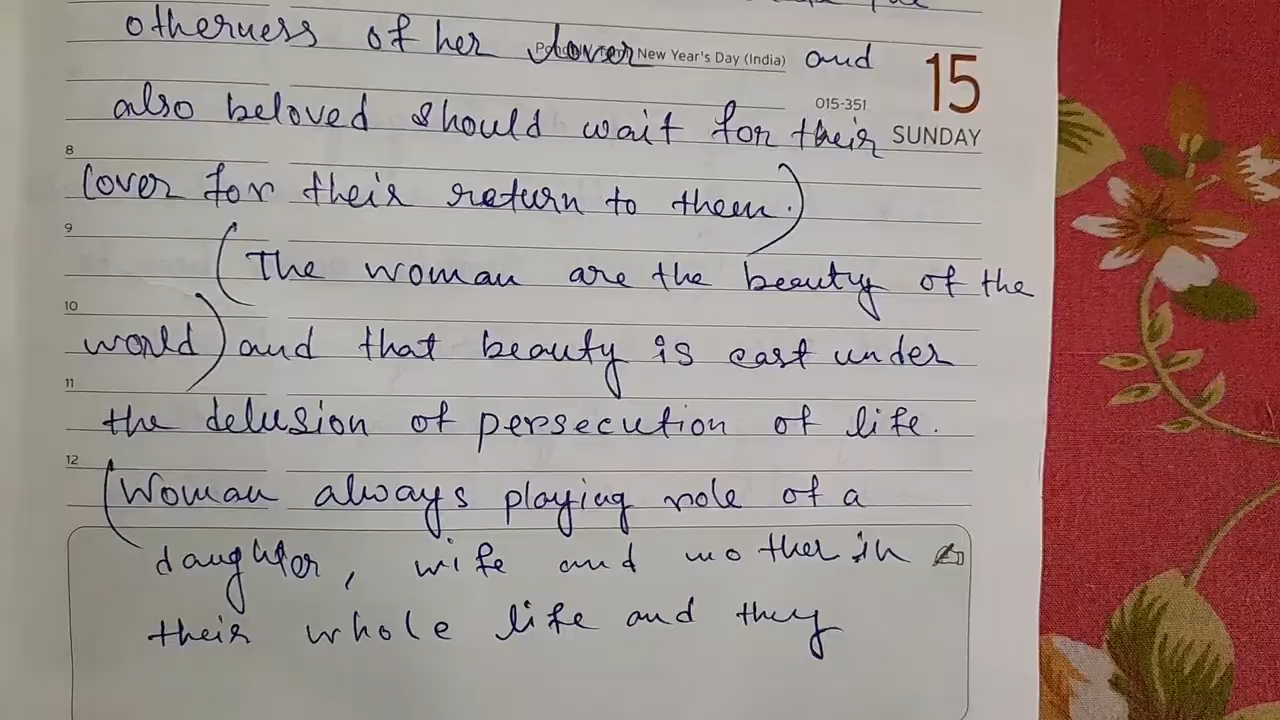 otherness of her lover and
New Year's Day (India)
15
015-351
also beloved should wait for their
SUNDAY
8
lover for their return to them.)
9
(The woman are the beauty of the
10
world) and that beauty is cast under
11
the delusion of persecution of life.
12
(Woman always playing role of a
daughter, wife and mother in
their whole life and they